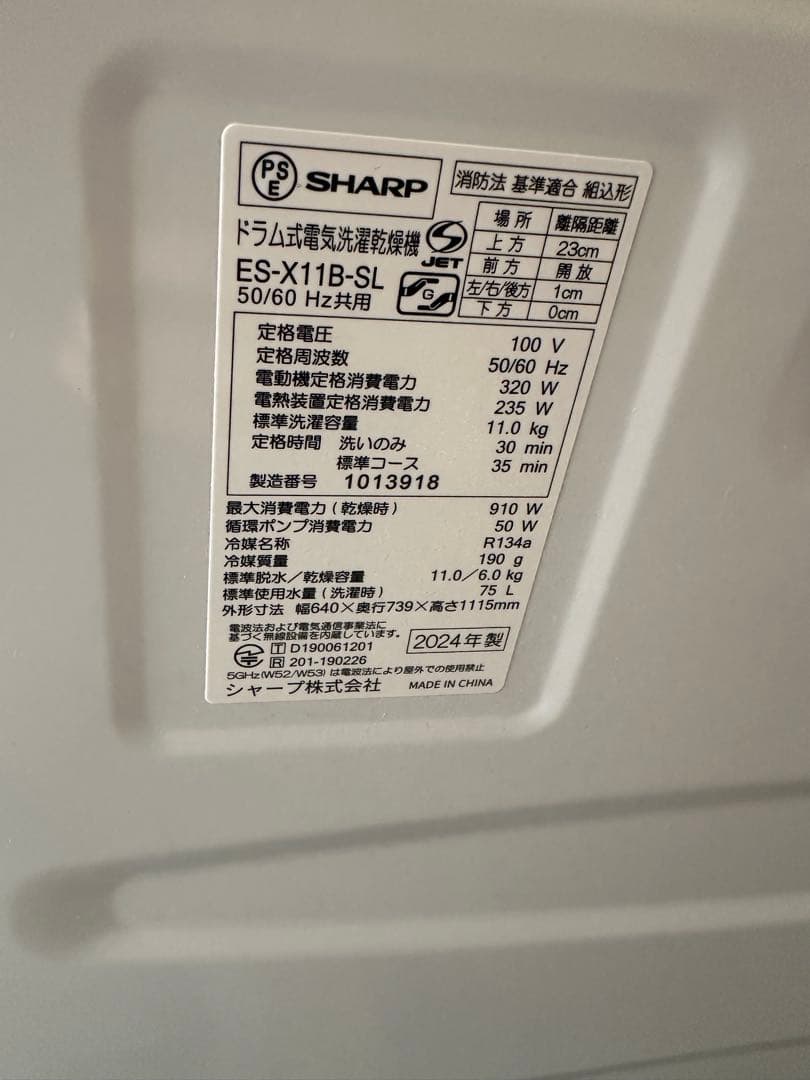 PSE SHARP
消防法 基準適合 組込形
場所 離隔距離
上方 23cm
前方 開放
左/右/後方 1cm
下方 0cm
ドラム式電気洗濯乾燥機
JET
ES-X11B-SL
50/60 Hz共用
G
定格電圧 100 V
定格周波数 50/60 Hz
電動機定格消費電力 320 W
電熱装置定格消費電力 235 W
標準洗濯容量 11.0 kg
定格時間 洗いのみ 30 min
標準コース 35 min
製造番号 1013918
最大消費電力(乾燥時) 910 W
循環ポンプ消費電力 50 W
冷媒名称 R134a
冷媒質量 190 g
標準脱水/乾燥容量 11.0/6.0 kg
標準使用水量(洗濯時) 75 L
外形寸法 幅640×奥行739×高さ1115mm
電波法および電気通信事業法に
基づく無線設備を内蔵しています。
T D190061201
R 201-190226
2024年製
5GHz(W52/W53)は電波法により屋外での使用禁止
シャープ株式会社 MADE IN CHINA